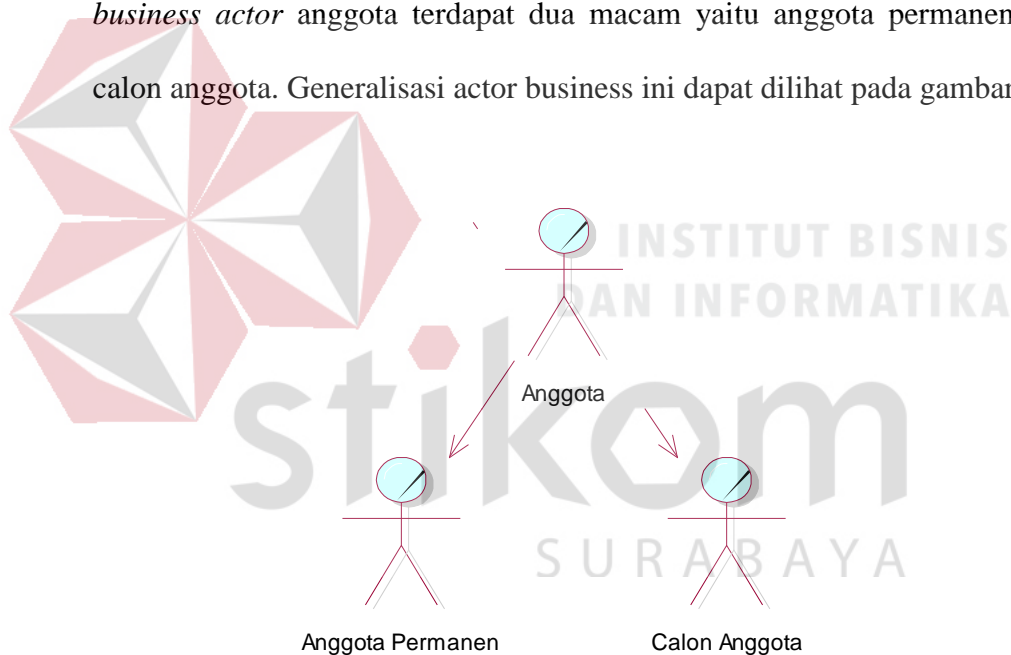 business actor anggota terdapat dua macam yaitu anggota permanen
calon anggota. Generalisasi actor business ini dapat dilihat pada gambar
INSTITUT BISNIS
DAN INFORMATIKA
Anggota
stikom
SURABAYA
Anggota Permanen
Calon Anggota